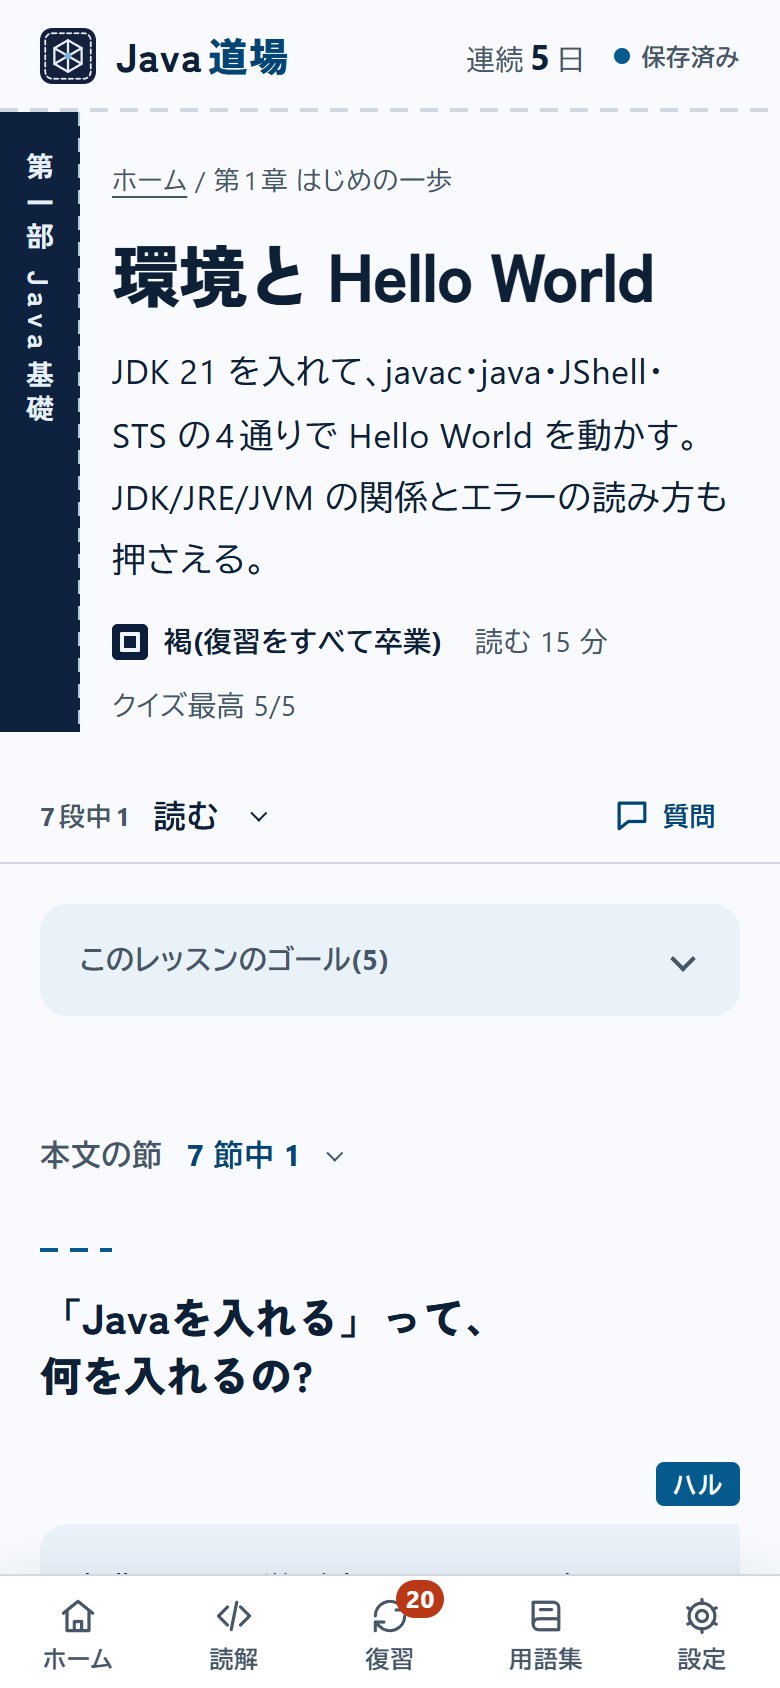 Java道場
連続 5 日
保存済み
第一部 Java 基礎
ホーム / 第1章 はじめの一歩
環境と Hello World
JDK 21 を入れて、javac・java・JShell・
STS の4通りで Hello World を動かす。
JDK/JRE/JVM の関係とエラーの読み方も
押さえる。
褐(復習をすべて卒業) 読む 15 分
クイズ最高 5/5
7段中1 読む
質問
このレッスンのゴール(5)
本文の節 7 節中 1
「Javaを入れる」って、
何を入れるの?
ハル
20
ホーム 読解 復習 用語集 設定